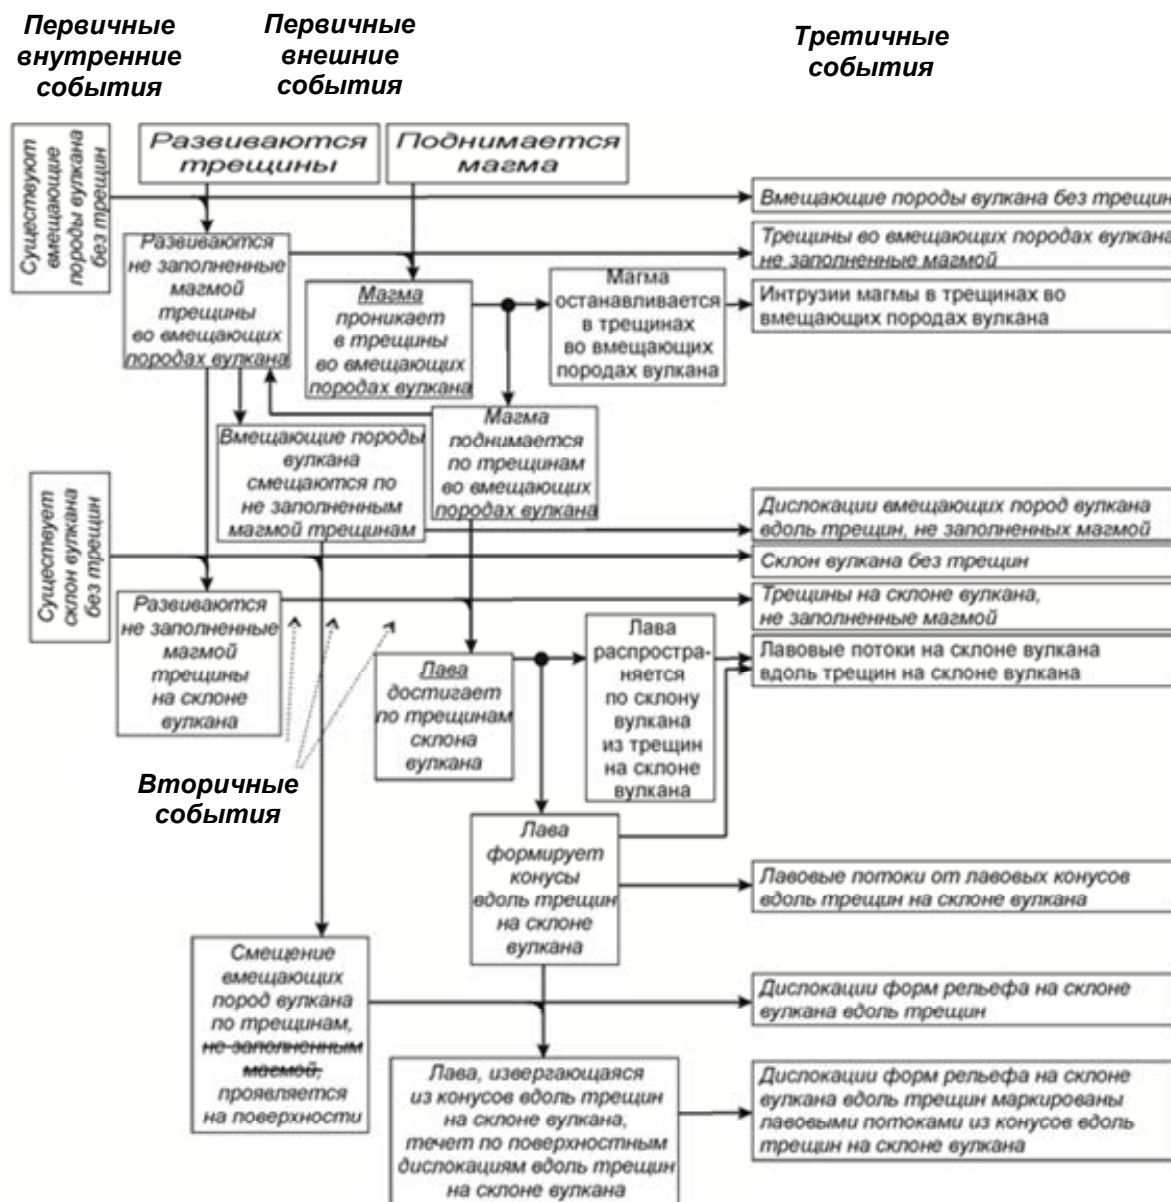 Первичные
внутренние
события
Первичные
внешние
события
Третичные
события
Существуют
вмещающие
породы вулкана
без трещин
Развиваются
трещины
Поднимается
магма
Вмещающие породы вулкана без трещин
Развиваются
не заполненные
магмой
трещины
во вмещающих
породах вулкана
Трещины во вмещающих породах вулкана
не заполненные магмой
Магма
проникает
в трещины
во вмещающих
породах вулкана
Магма
останавливается
в трещинах
во вмещающих
породах вулкана
Интрузии магмы в трещинах во
вмещающих породах вулкана
Магма
поднимается
по трещинам
во вмещающих
породах вулкана
Вмещающие породы
вулкана
смещаются по
не заполненным
магмой трещинам
Существует
склон вулкана
без трещин
Дислокации вмещающих пород вулкана
вдоль трещин, не заполненных магмой
Склон вулкана без трещин
Развиваются
не заполненные
магмой
трещины
на склоне
вулкана
Трещины на склоне вулкана,
не заполненные магмой
Лава
достигает
по трещинам
склона
вулкана
Лава
распростра-
няется
по склону
вулкана
из трещин
на склоне
вулкана
Лавовые потоки на склоне вулкана
вдоль трещин на склоне вулкана
Вторичные
события
Лава
формирует
конусы
вдоль трещин
на склоне
вулкана
Лавовые потоки от лавовых конусов
вдоль трещин на склоне вулкана
Смещение
вмещающих
пород вулкана
по трещинам,
не заполненным
магмой,
проявляется
на поверхности
Дислокации форм рельефа на склоне
вулкана вдоль трещин
Лава, извергающаяся
из конусов вдоль трещин
на склоне вулкана,
течет по поверхностным
дислокациям вдоль трещин
на склоне вулкана
Дислокации форм рельефа на склоне
вулкана вдоль трещин маркированы
лавовыми потоками из конусов вдоль
трещин на склоне вулкана